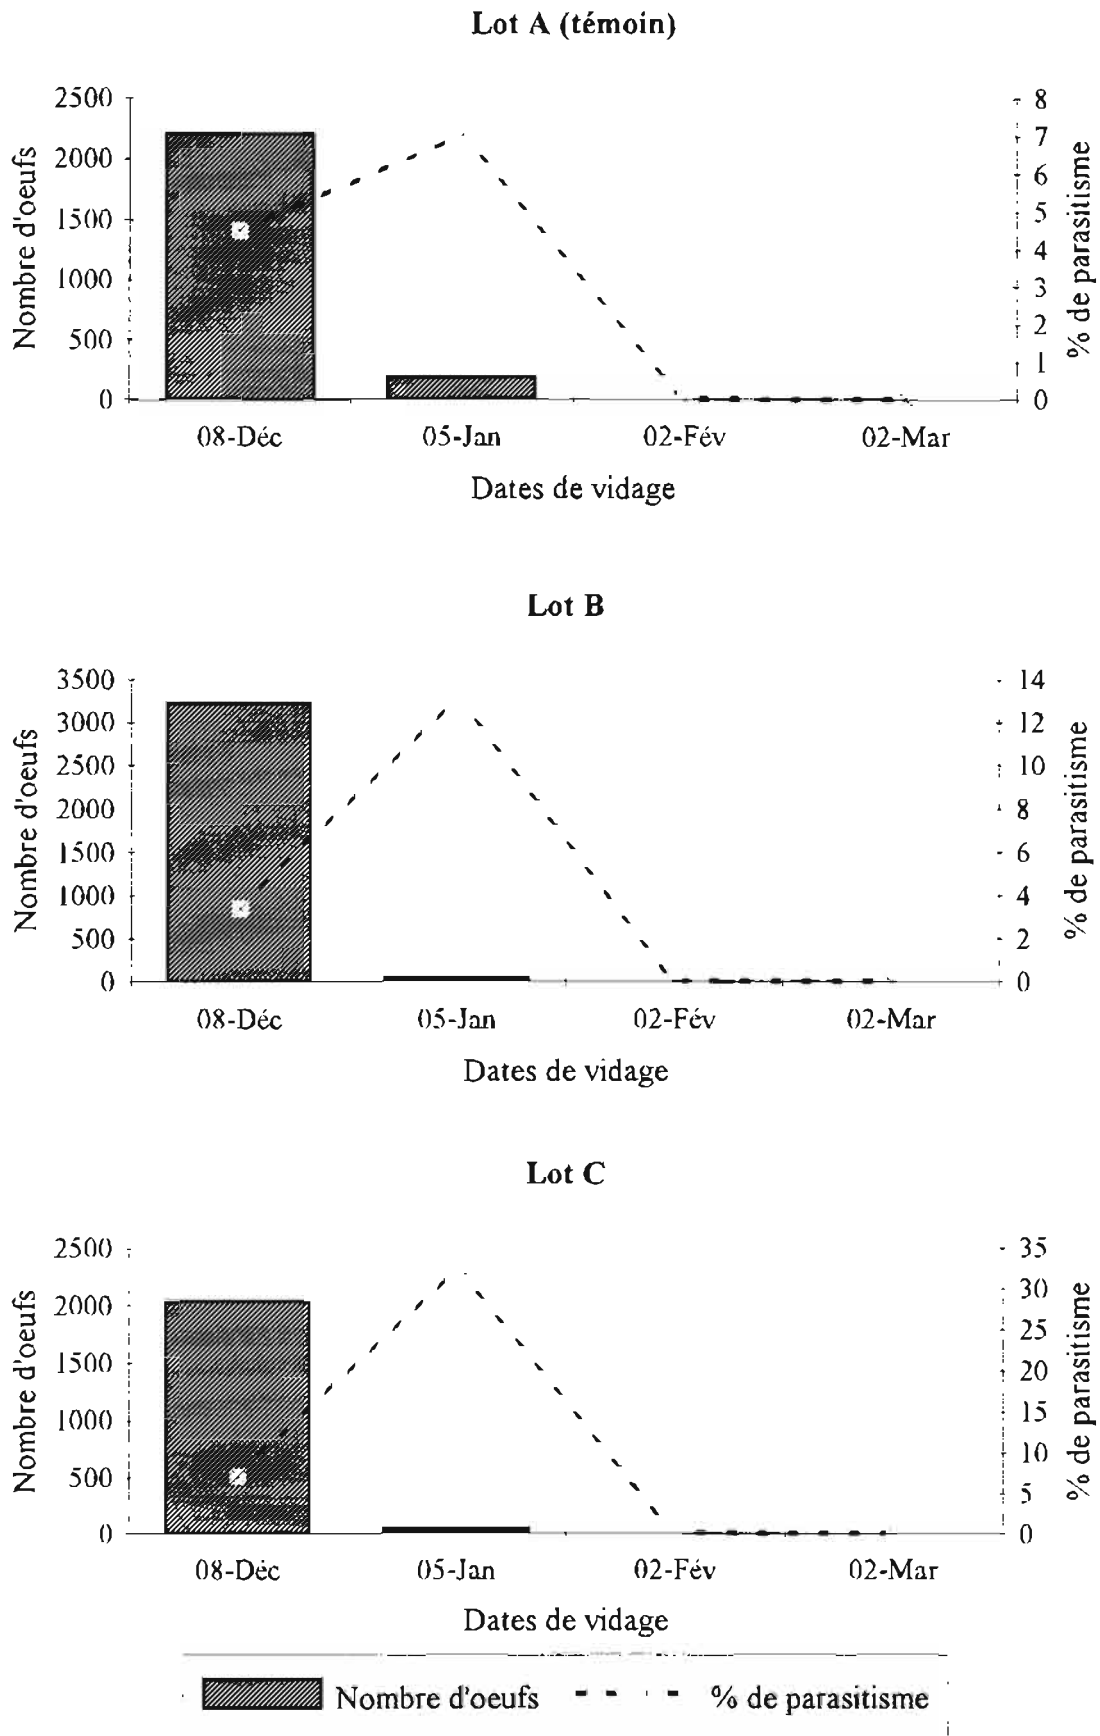 Lot A (témoin)
2500
2000
1500
1000
500
0
Nombre d'oeufs
8
7
6
5
4
3
2
1
0
% de parasitisme
08-Déc 05-Jan 02-Fév 02-Mar
Dates de vidage
Lot B
3500
3000
2500
2000
1500
1000
500
0
Nombre d'oeufs
14
12
10
8
6
4
2
0
% de parasitisme
08-Déc 05-Jan 02-Fév 02-Mar
Dates de vidage
Lot C
2500
2000
1500
1000
500
0
Nombre d'oeufs
35
30
25
20
15
10
5
0
% de parasitisme
08-Déc 05-Jan 02-Fév 02-Mar
Dates de vidage
Nombre d'oeufs % de parasitisme